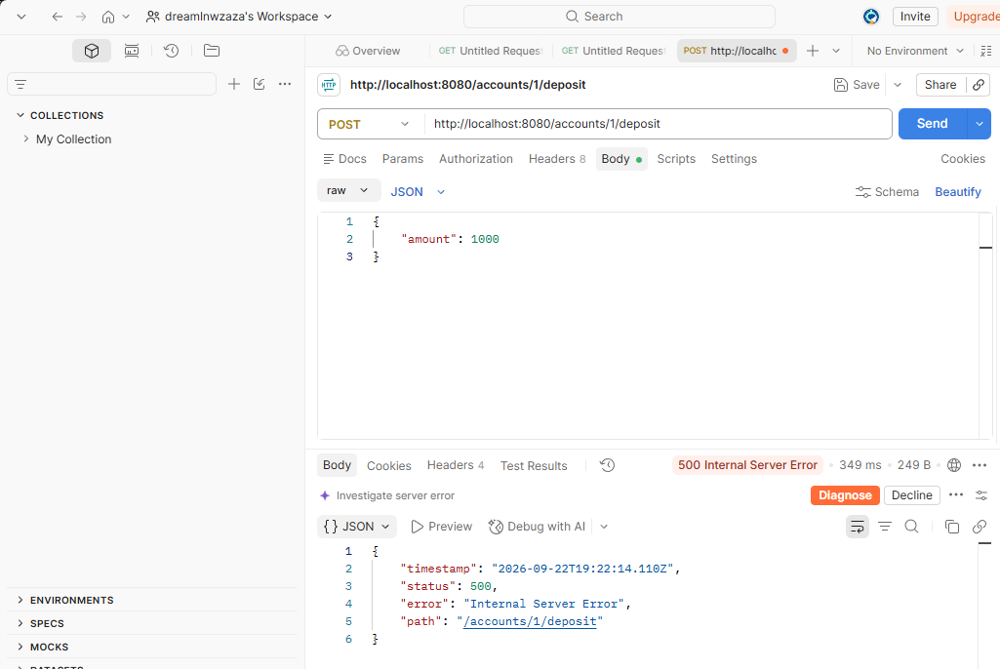 dreamlnwzaza's Workspace
Search
Invite
Upgrade
Overview
GET Untitled Reques
GET Untitled Reques
POST http://localhc
No Environment
HTTP http://localhost:8080/accounts/1/deposit
Save
Share
COLLECTIONS
My Collection
POST
http://localhost:8080/accounts/1/deposit
Send
Docs
Params
Authorization
Headers 8
Body
Scripts
Settings
Cookies
raw
JSON
Schema
Beautify
1 {
2 "amount": 1000
3 }
Body
Cookies
Headers 4
Test Results
500 Internal Server Error
349 ms
249 B
Investigate server error
Diagnose
Decline
{} JSON
Preview
Debug with AI
1 {
2 "timestamp": "2026-09-22T19:22:14.110Z",
3 "status": 500,
4 "error": "Internal Server Error",
5 "path": "/accounts/1/deposit"
6 }
ENVIRONMENTS
SPECS
MOCKS
DATASETS